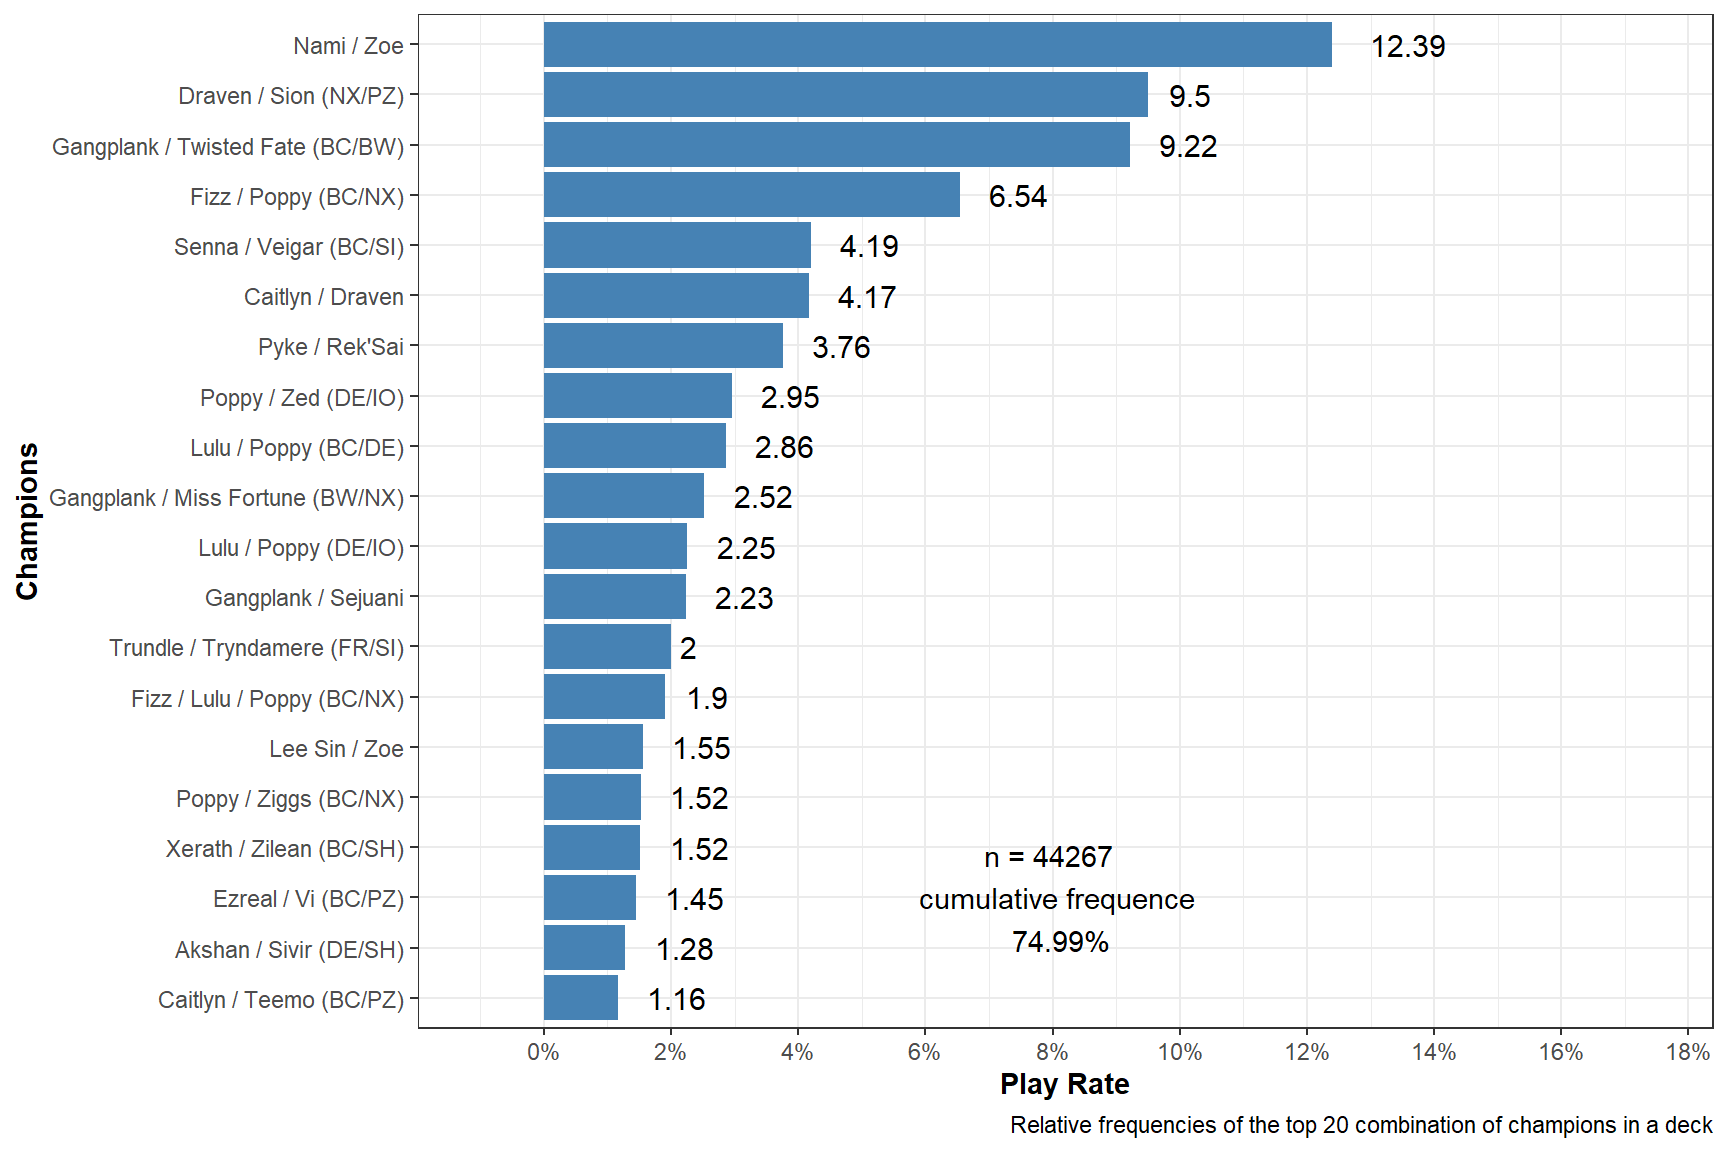 Nami / Zoe 12.39
Draven / Sion (NX/PZ) 9.5
Gangplank / Twisted Fate (BC/BW) 9.22
Fizz / Poppy (BC/NX) 6.54
Senna / Veigar (BC/SI) 4.19
Caitlyn / Draven 4.17
Pyke / Rek'Sai 3.76
Poppy / Zed (DE/IO) 2.95
Lulu / Poppy (BC/DE) 2.86
Gangplank / Miss Fortune (BW/NX) 2.52
Lulu / Poppy (DE/IO) 2.25
Gangplank / Sejuani 2.23
Trundle / Tryndamere (FR/SI) 2
Fizz / Lulu / Poppy (BC/NX) 1.9
Lee Sin / Zoe 1.55
Poppy / Ziggs (BC/NX) 1.52
Xerath / Zilean (BC/SH) 1.52
Ezreal / Vi (BC/PZ) 1.45
Akshan / Sivir (DE/SH) 1.28
Caitlyn / Teemo (BC/PZ) 1.16
n = 44267
cumulative frequence
74.99%
Champions
0% 2% 4% 6% 8% 10% 12% 14% 16% 18%
Play Rate
Relative frequencies of the top 20 combination of champions in a deck